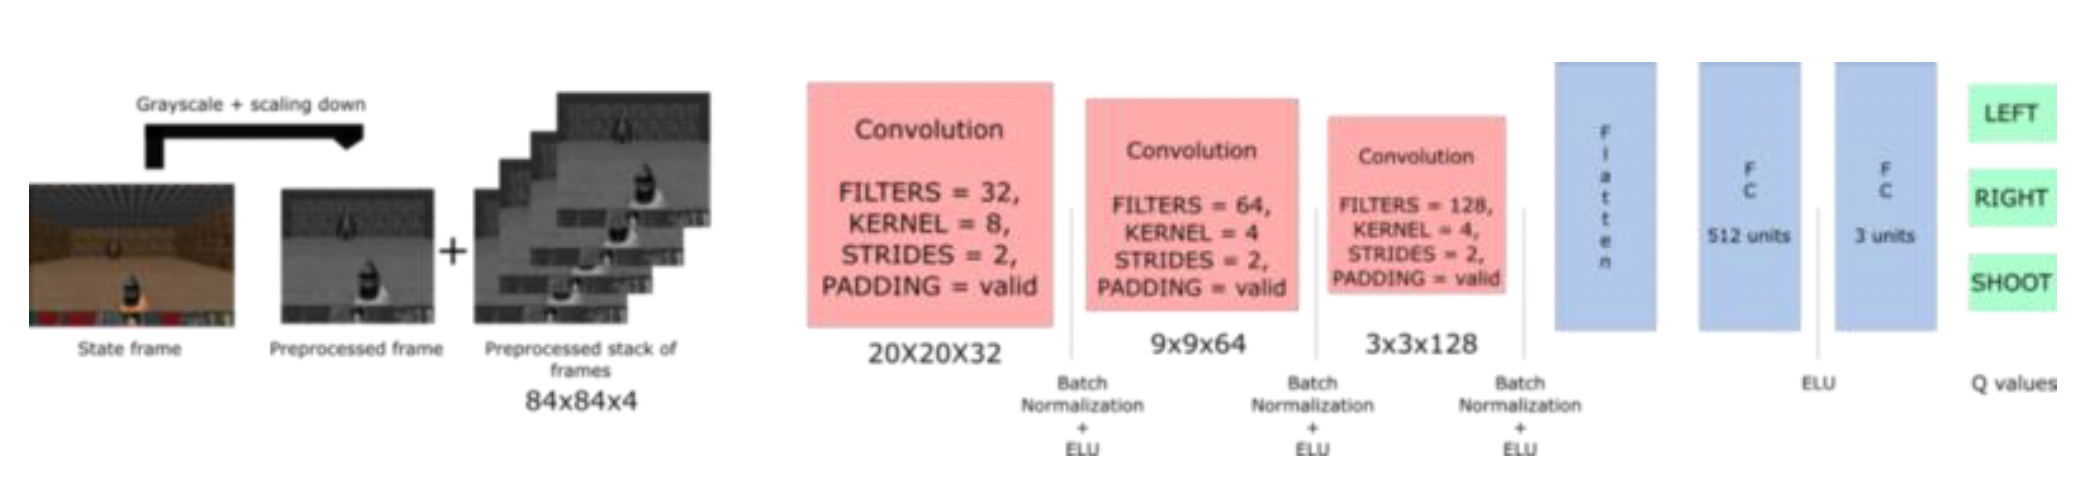 Grayscale + scaling down
State frame
Preprocessed frame
+
Preprocessed stack of
frames
84x84x4
Convolution
FILTERS = 32,
KERNEL = 8,
STRIDES = 2,
PADDING = valid
20X20X32
Batch
Normalization
+
ELU
Convolution
FILTERS = 64,
KERNEL = 4
STRIDES = 2,
PADDING = valid
9x9x64
Batch
Normalization
+
ELU
Convolution
FILTERS = 128,
KERNEL = 4,
STRIDES = 2,
PADDING = valid
3x3x128
Batch
Normalization
+
ELU
Flatten
FC
512 units
ELU
FC
3 units
LEFT
RIGHT
SHOOT
Q values